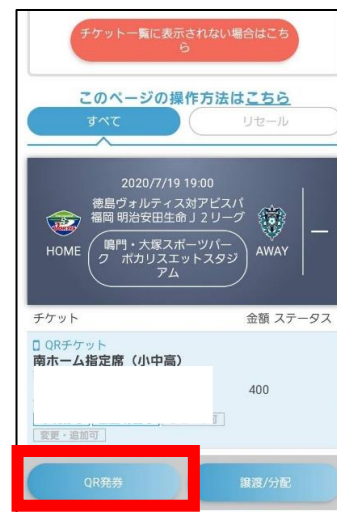 チケット一覧に表示されない場合はこち
ら
このページの操作方法はこちら
すべて
リセール
2020/7/19 19:00
徳島ヴォルティス対アビスパ
福岡 明治安田生命Ｊ２リーグ
HOME
鳴門・大塚スポーツパー
ク　ポカリスエットスタジ
アム
AWAY
チケット
金額 ステータス
QRチケット
南ホーム指定席（小中高）
400
変更・追加可
QR発券
譲渡/分配